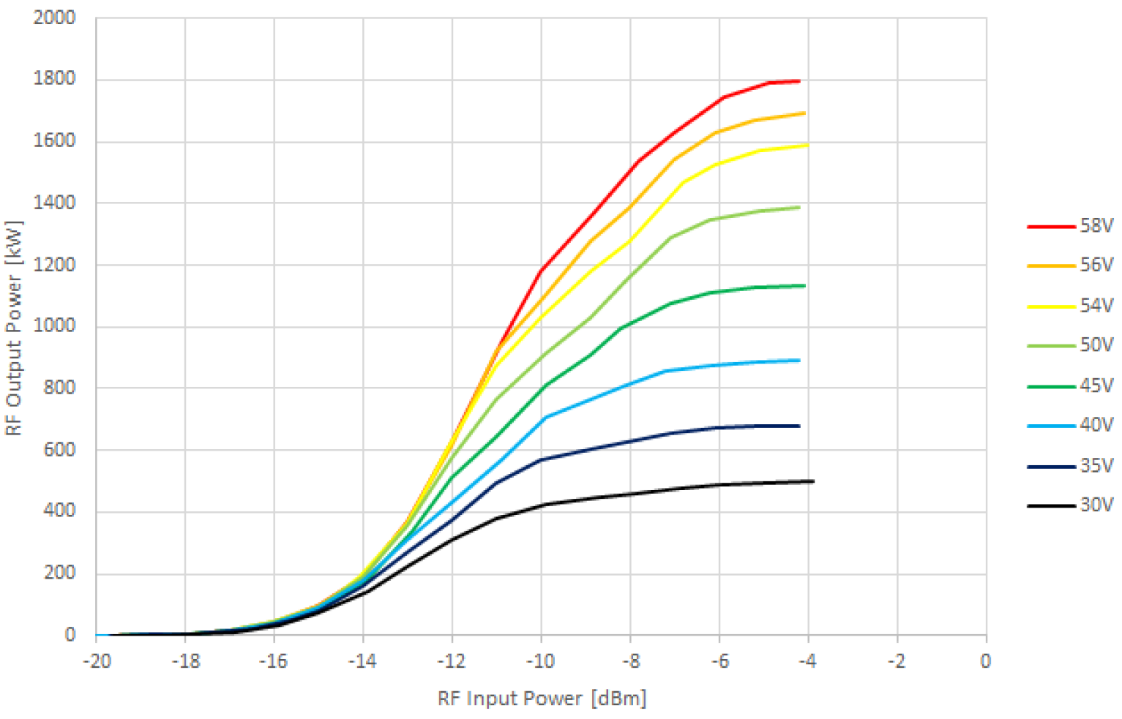 2000
1800
1600
1400
1200
1000
800
600
400
200
0
RF Output Power [kW]
-20 -18 -16 -14 -12 -10 -8 -6 -4 -2 0
RF Input Power [dBm]
58V
56V
54V
50V
45V
40V
35V
30V